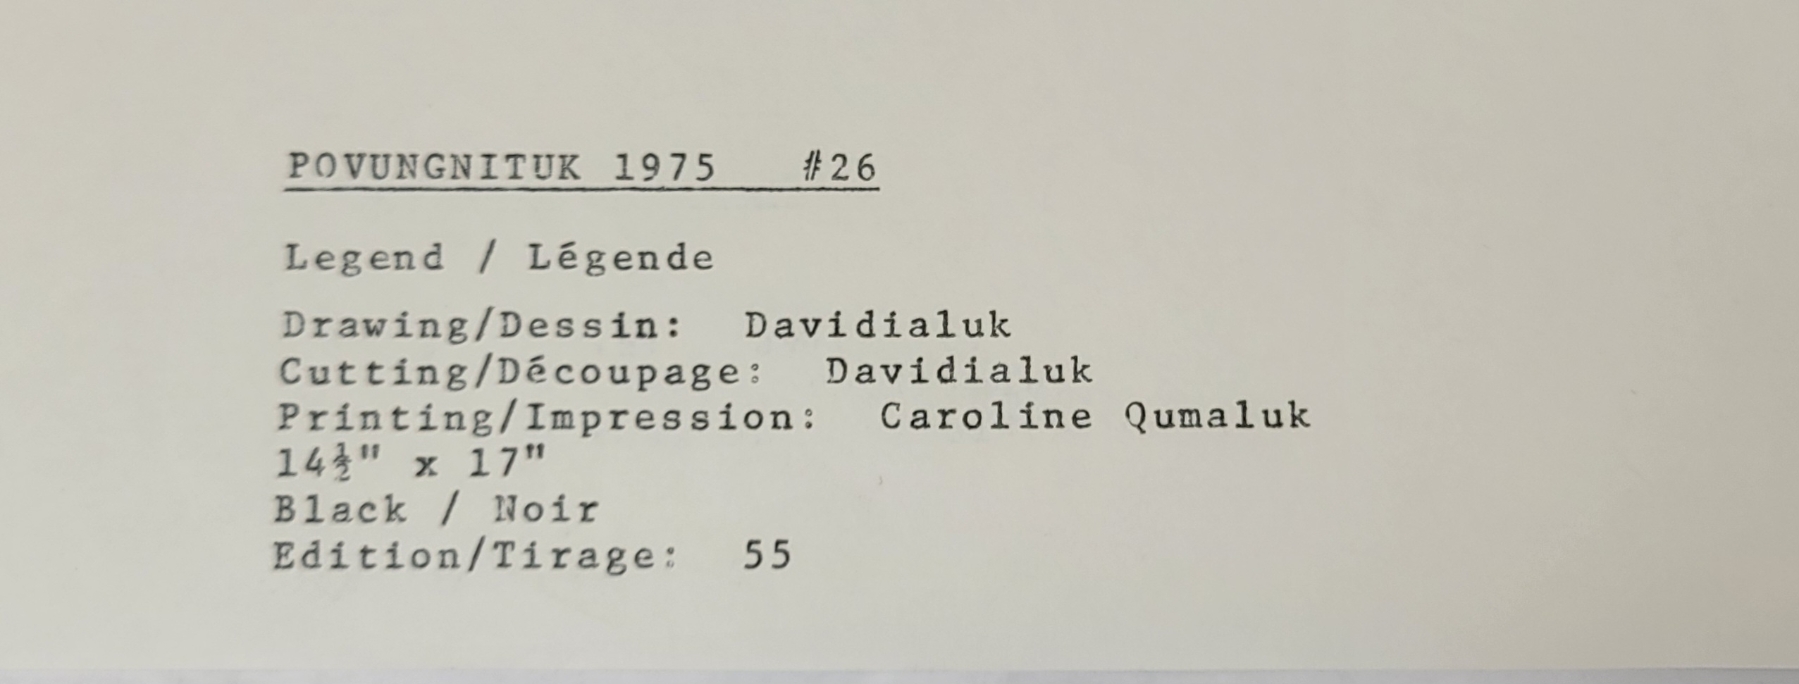 POVUNGNITUK 1975 #26
Legend / Légende
Drawing/Dessin: Davidialuk
Cutting/Découpage: Davidialuk
Printing/Impression: Caroline Qumaluk
14½" x 17"
Black / Noir
Edition/Tirage: 55